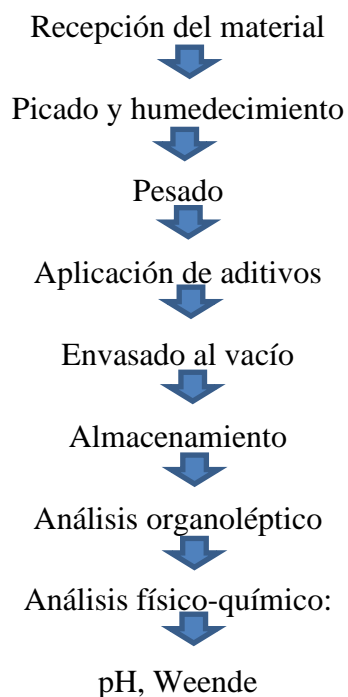 Recepción del material
Picado y humedecimiento
Pesado
Aplicación de aditivos
Envasado al vacío
Almacenamiento
Análisis organoléptico
Análisis físico-químico:
pH, Weende